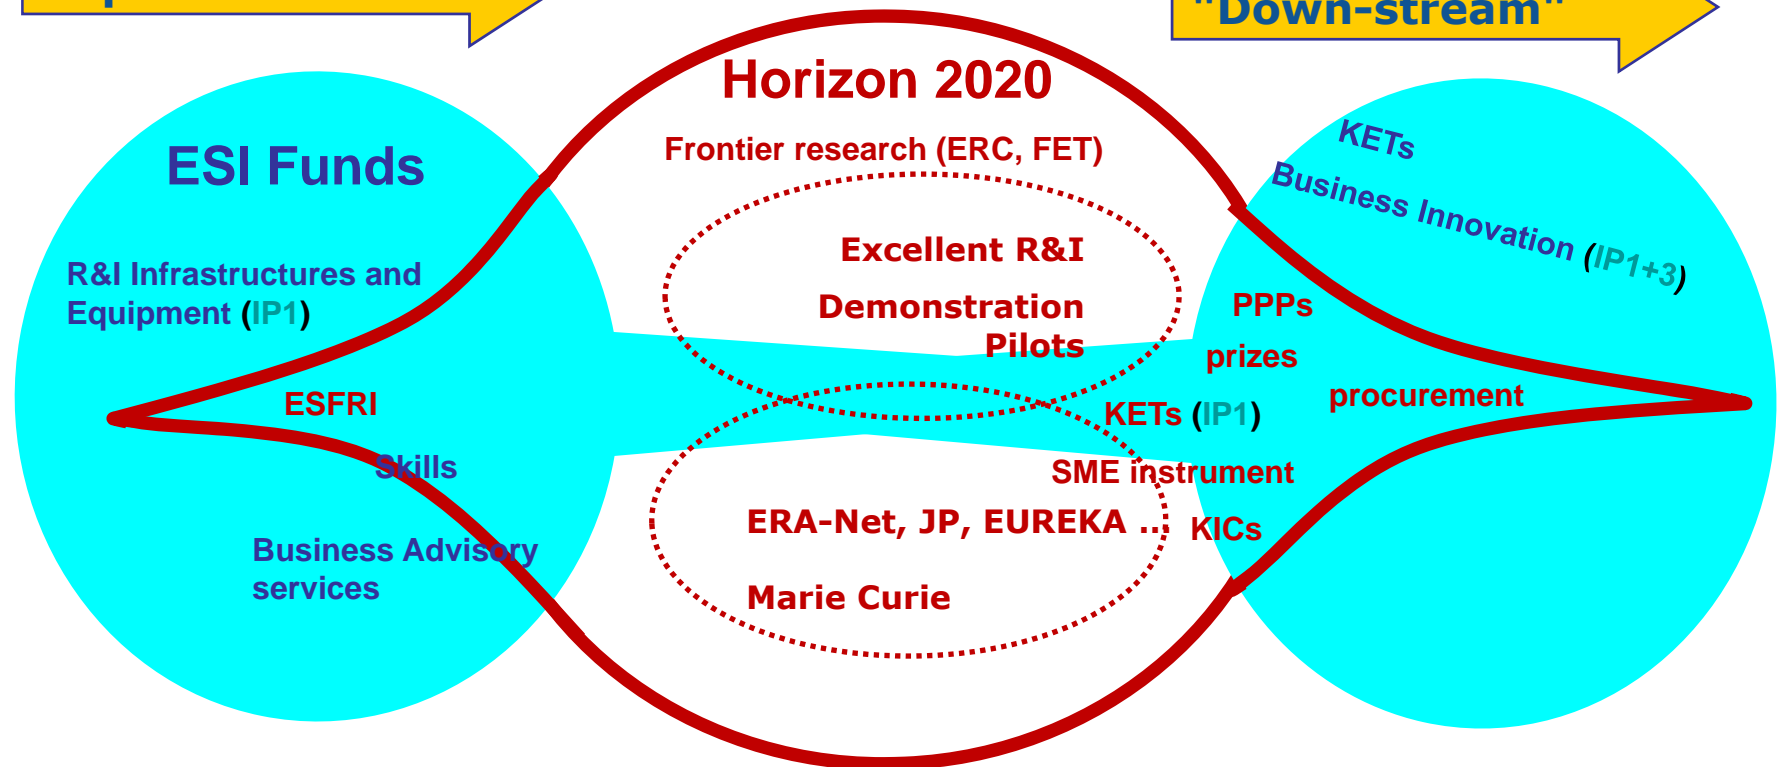 "Down-stream"
Horizon 2020
Frontier research (ERC, FET)
ESI Funds
R&I Infrastructures and
Equipment (IP1)
ESFRI
Skills
Business Advisory
services
Excellent R&I
Demonstration
Pilots
ERA-Net, JP, EUREKA ...
Marie Curie
KETs
Business Innovation (IP1+3)
PPPs
prizes
procurement
KETs (IP1)
SME instrument
KICs